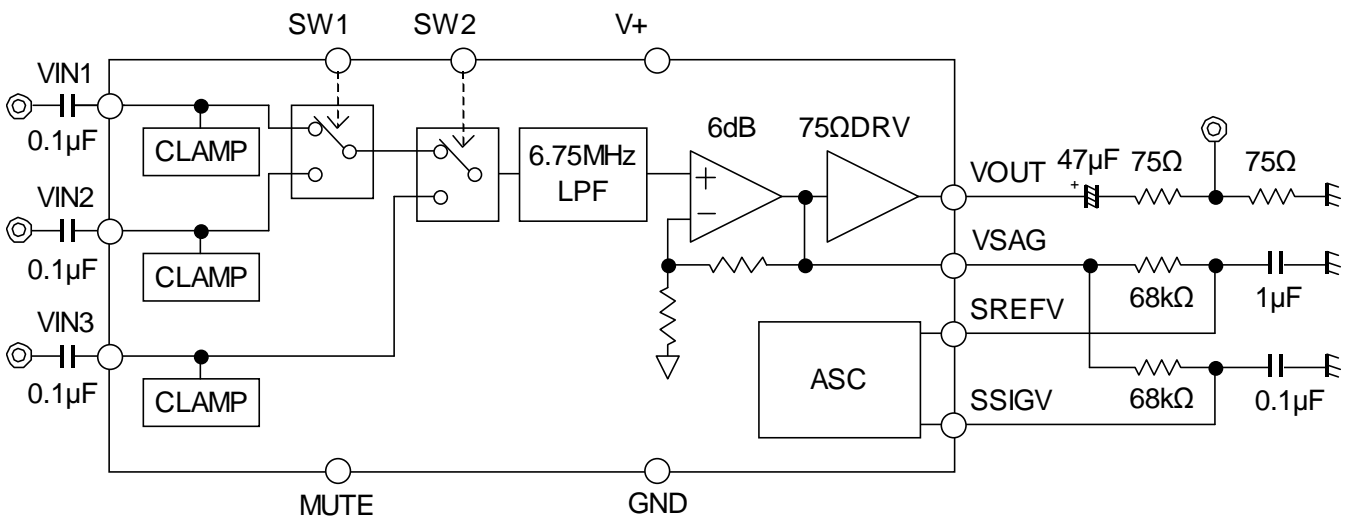 SW1
SW2
V+
VIN1
0.1µF
CLAMP
VIN2
0.1µF
CLAMP
VIN3
0.1µF
CLAMP
6.75MHz
LPF
6dB
+
−
75ΩDRV
VOUT
47µF
+
75Ω
75Ω
VSAG
68kΩ
1µF
SREFV
ASC
68kΩ
0.1µF
SSIGV
MUTE
GND